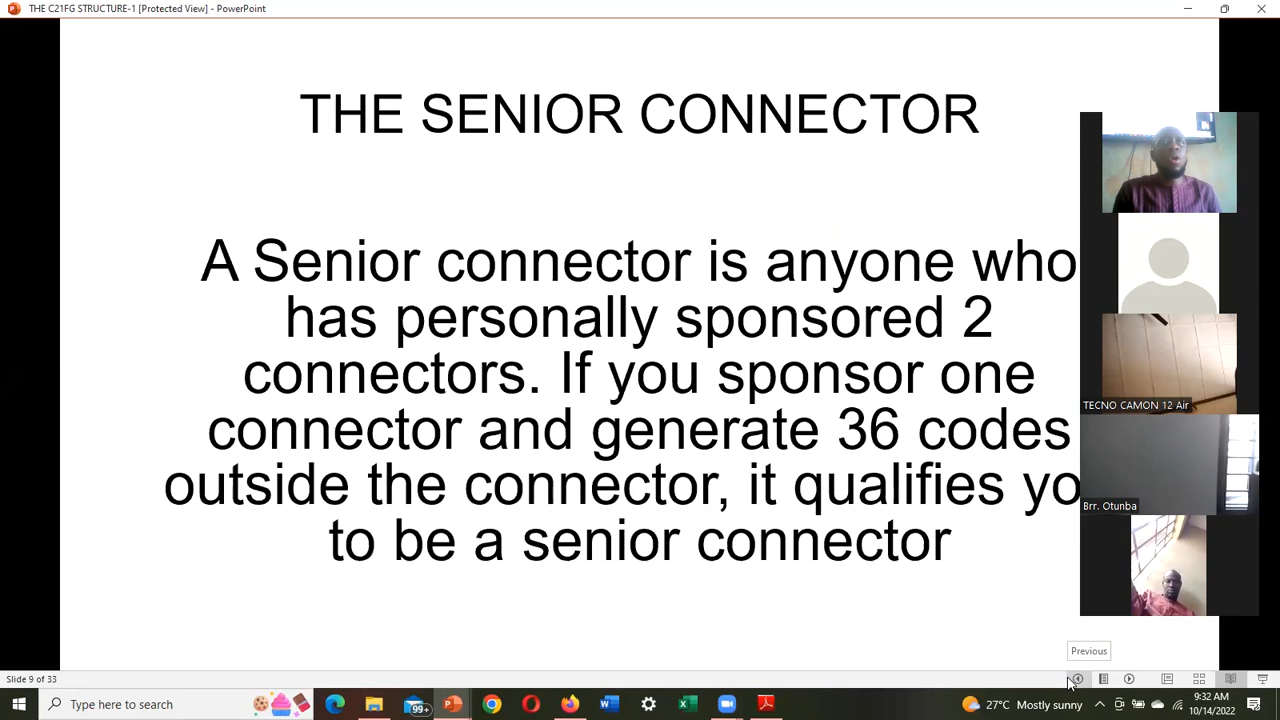 THE C21FG STRUCTURE-1 [Protected View] - PowerPoint
THE SENIOR CONNECTOR
A Senior connector is anyone who
has personally sponsored 2
connectors. If you sponsor one
connector and generate 36 codes
outside the connector, it qualifies yo
to be a senior connector
TECNO CAMON 12 Air
Brr. Otunba
Previous
Slide 9 of 33
Type here to search
99+
27°C Mostly sunny
9:32 AM
10/14/2022